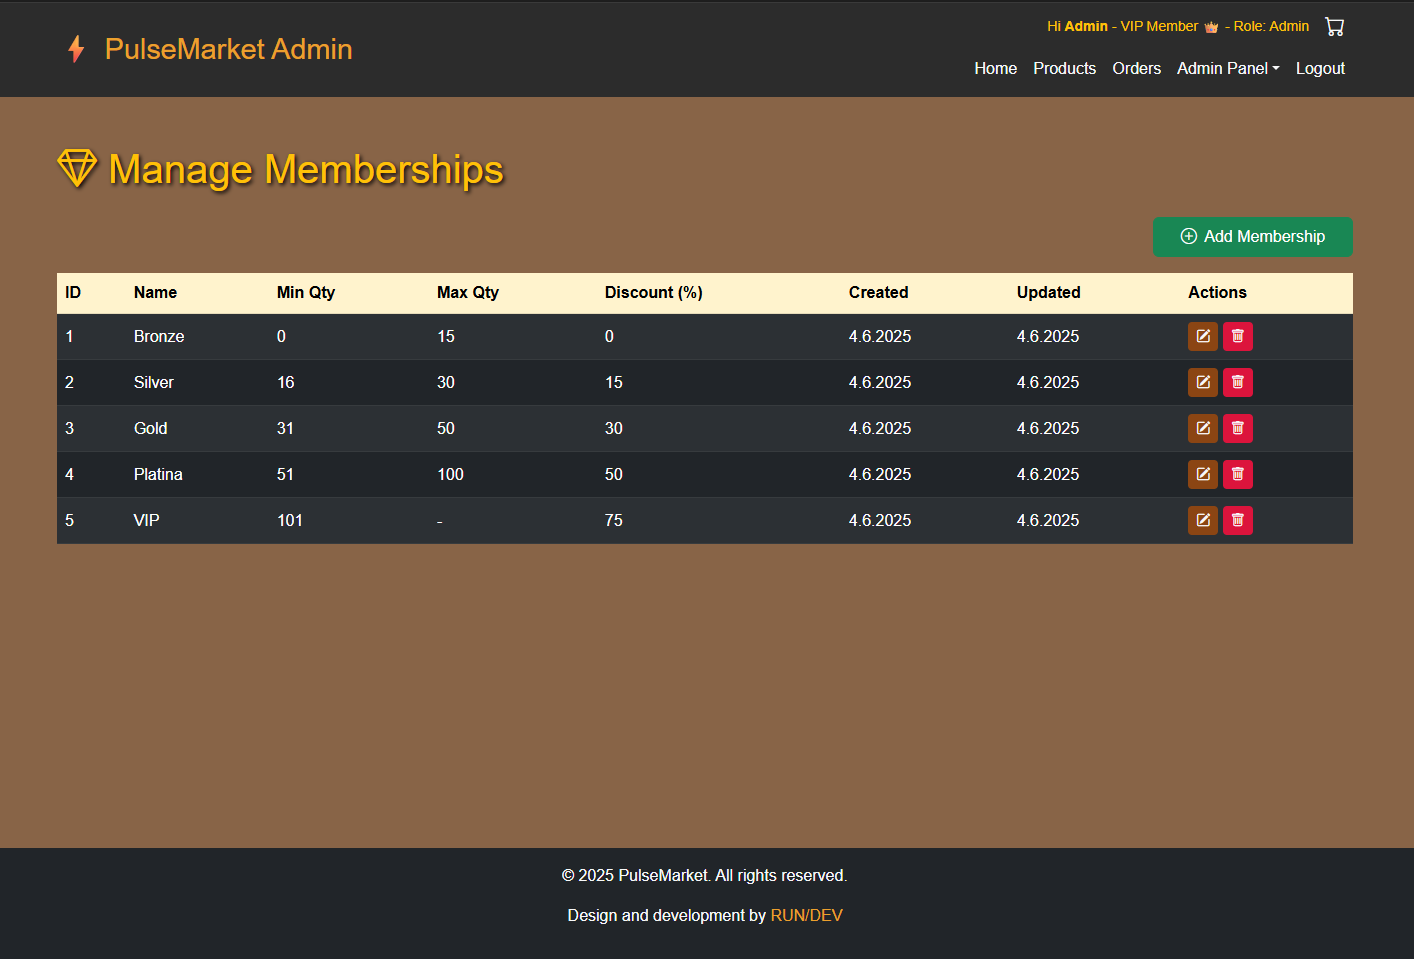 PulseMarket Admin
Hi Admin - VIP Member - Role: Admin
Home Products Orders Admin Panel Logout
Manage Memberships
Add Membership
ID Name Min Qty Max Qty Discount (%) Created Updated Actions
1 Bronze 0 15 0 4.6.2025 4.6.2025
2 Silver 16 30 15 4.6.2025 4.6.2025
3 Gold 31 50 30 4.6.2025 4.6.2025
4 Platina 51 100 50 4.6.2025 4.6.2025
5 VIP 101 - 75 4.6.2025 4.6.2025
© 2025 PulseMarket. All rights reserved.
Design and development by RUN/DEV